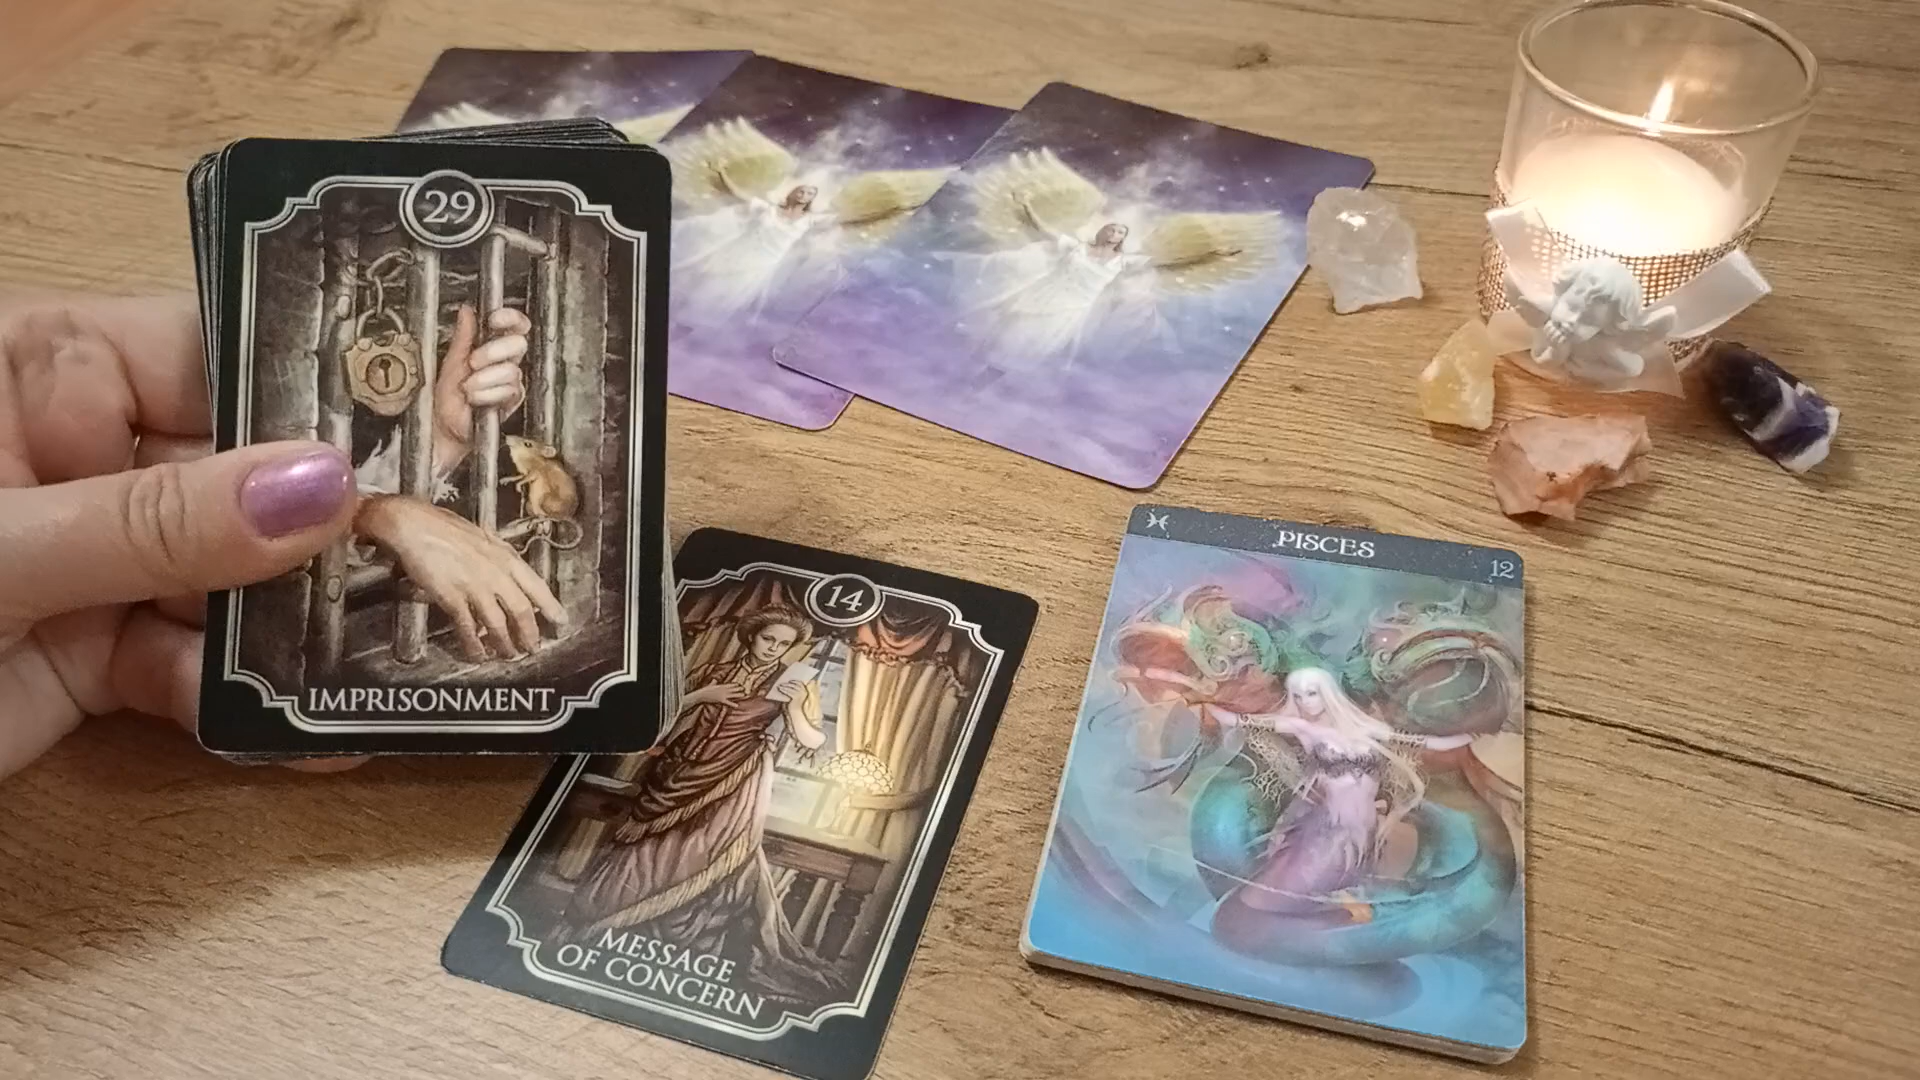 29
IMPRISONMENT
14
MESSAGE
OF CONCERN
♓ PISCES
12